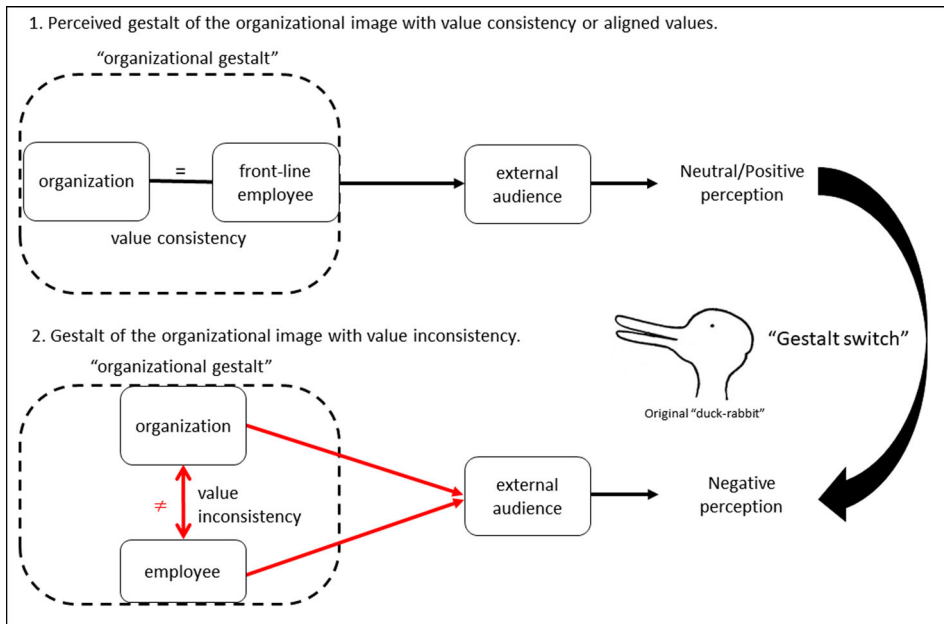 1. Perceived gestalt of the organizational image with value consistency or aligned values.
“organizational gestalt”
organization
=
front-line
employee
value consistency
external
audience
Neutral/Positive
perception
2. Gestalt of the organizational image with value inconsistency.
“Gestalt switch”
Original “duck-rabbit”
“organizational gestalt”
organization
≠
value
inconsistency
employee
external
audience
Negative
perception